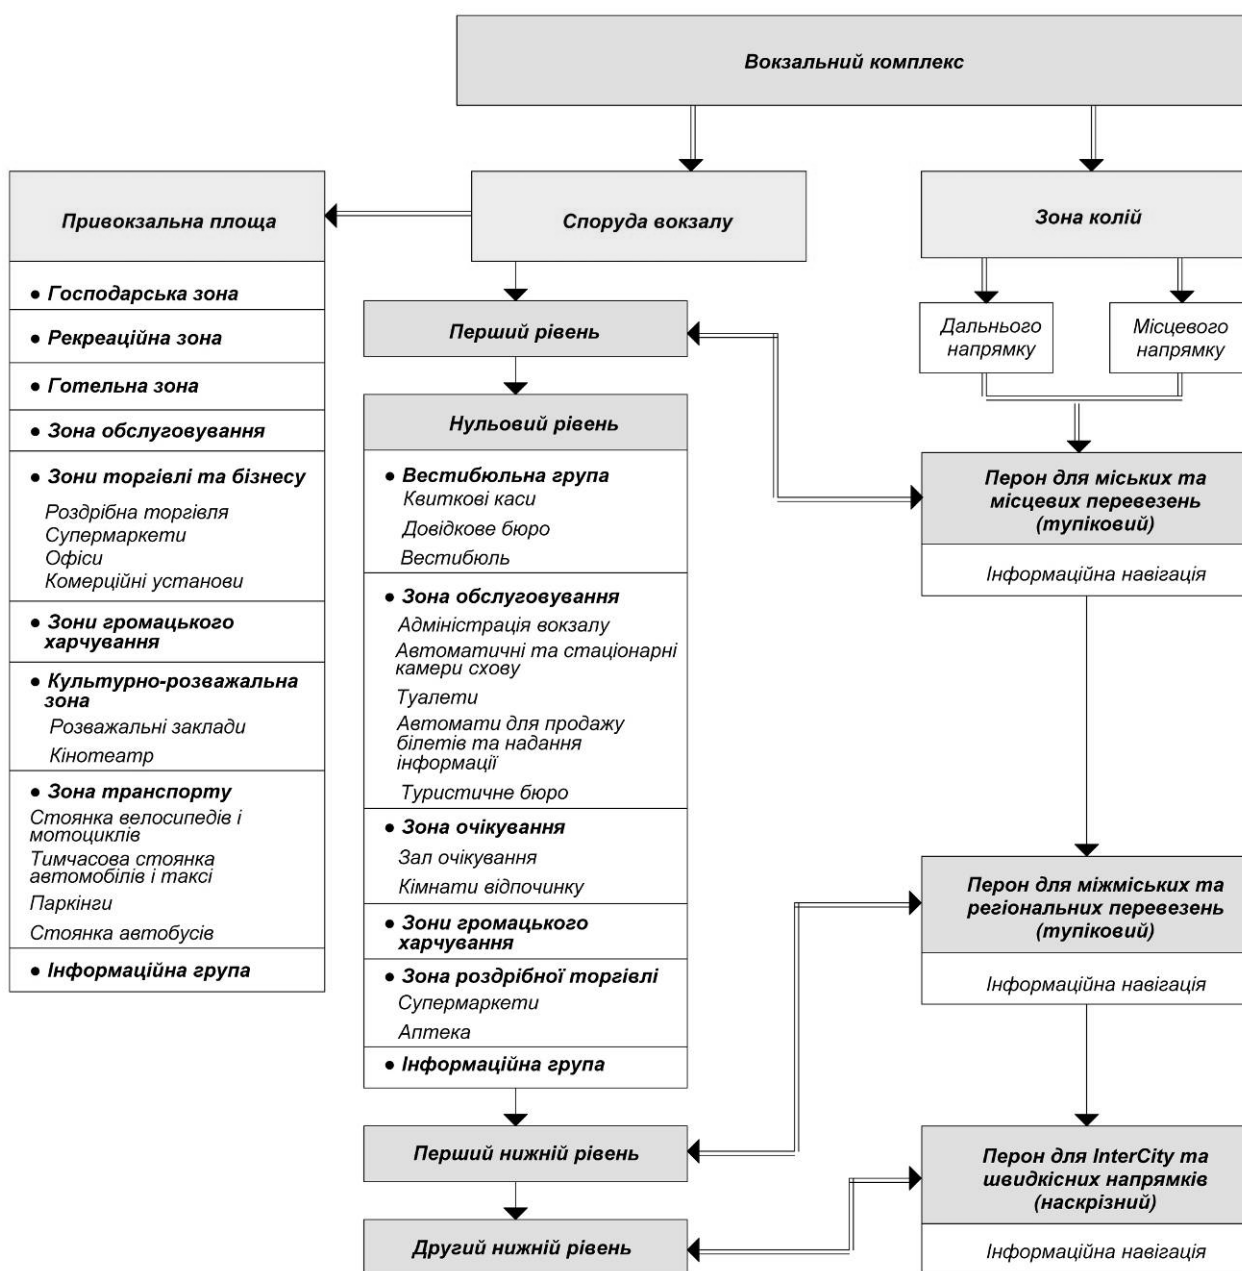 Вокзальний комплекс
Привокзальна площа
● Господарська зона
● Рекреаційна зона
● Готельна зона
● Зона обслуговування
● Зони торгівлі та бізнесу
Роздрібна торгівля
Супермаркети
Офіси
Комерційні установи
● Зони громацького
харчування
● Культурно-розважальна
зона
Розважальні заклади
Кінотеатр
● Зона транспорту
Стоянка велосипедів і
мотоциклів
Тимчасова стоянка
автомобілів і таксі
Паркінги
Стоянка автобусів
● Інформаційна група
Споруда вокзалу
Перший рівень
Нульовий рівень
● Вестибюльна група
Квиткові каси
Довідкове бюро
Вестибюль
● Зона обслуговування
Адміністрація вокзалу
Автоматичні та стаціонарні
камери схову
Туалети
Автомати для продажу
білетів та надання
інформації
Туристичне бюро
● Зона очікування
Зал очікування
Кімнати відпочинку
● Зони громацького
харчування
● Зона роздрібної торгівлі
Супермаркети
Аптека
● Інформаційна група
Перший нижній рівень
Другий нижній рівень
Зона колій
Дальнього
напрямку
Місцевого
напрямку
Перон для міських та
місцевих перевезень
(тупіковий)
Інформаційна навігація
Перон для міжміських та
регіональних перевезень
(тупіковий)
Інформаційна навігація
Перон для InterCity та
швидкісних напрямків
(наскрізний)
Інформаційна навігація